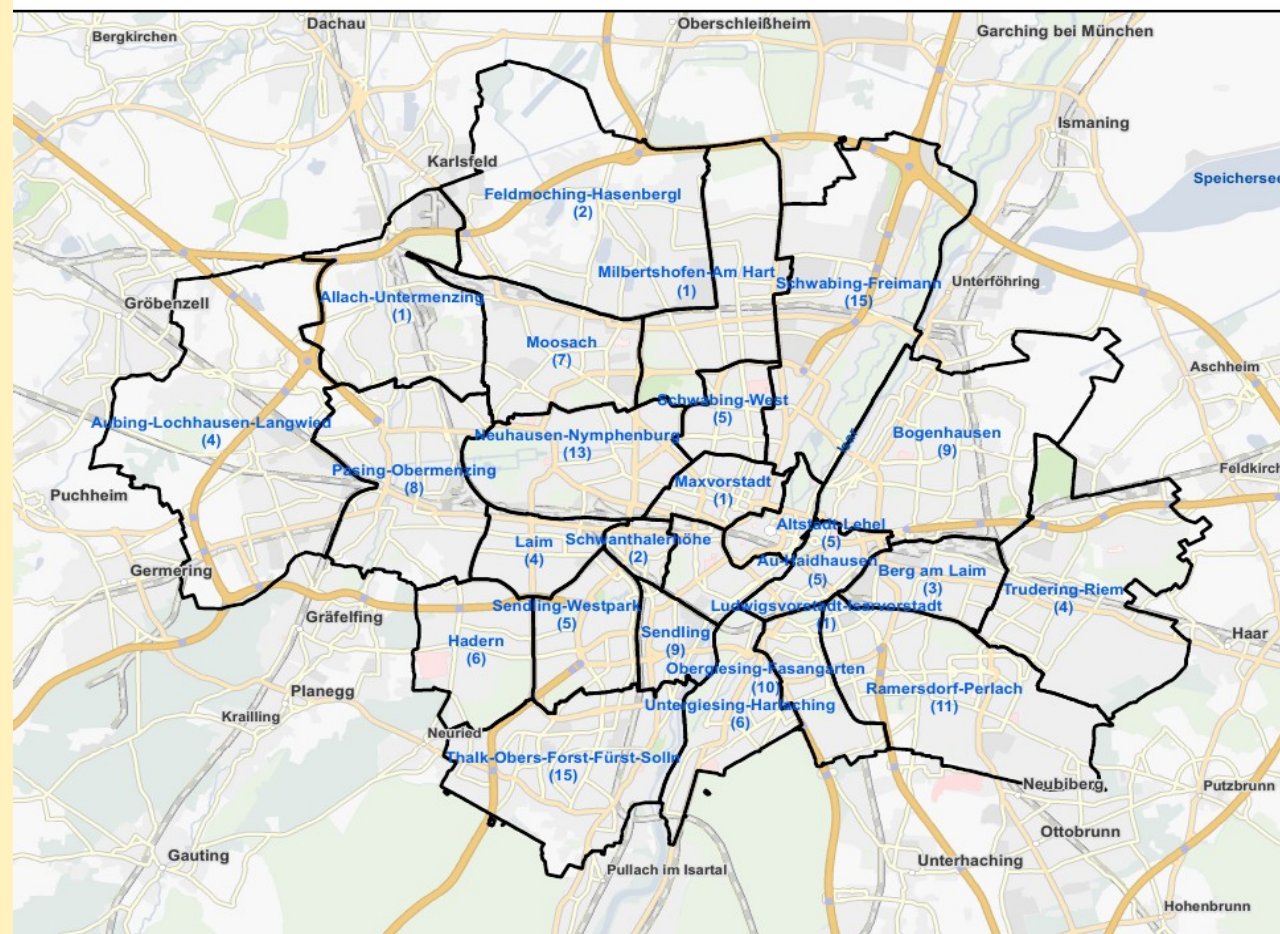 Dachau
Oberschleißheim
Bergkirchen
Garching bei München
Ismaning
Karlsfeld
Speichersee
Feldmoching-Hasenbergl
(2)
Milbertshofen-Am Hart
(1)
Schwabing-Freimann
(15)
Unterföhring
Gröbenzell
Allach-Untermenzing
(1)
Moosach
(7)
Aschheim
Schwabing-West
(5)
Aubing-Lochhausen-Langwied
(4)
Neuhausen-Nymphenburg
(13)
Isar
Bogenhausen
(9)
Pasing-Obermenzing
(8)
Feldkirch
Puchheim
Maxvorstadt
(1)
Altstadt-Lehel
(5)
Laim
(4)
Schwanthalerhöhe
(2)
Au-Haidhausen
(5)
Germering
Berg am Laim
(3)
Trudering-Riem
(4)
Gräfelfing
Sendling-Westpark
(5)
Ludwigsvorstadt-Isarvorstadt
(1)
Hadern
(6)
Sendling
(9)
Haar
Obergiesing-Fasangarten
(10)
Planegg
Ramersdorf-Perlach
(11)
Untergiesing-Harlaching
(6)
Krailling
Neuried
Thalk-Obers-Forst-Fürst-Solln
(15)
Neubiberg
Putzbrunn
Ottobrunn
Gauting
Pullach im Isartal
Unterhaching
Hohenbrunn